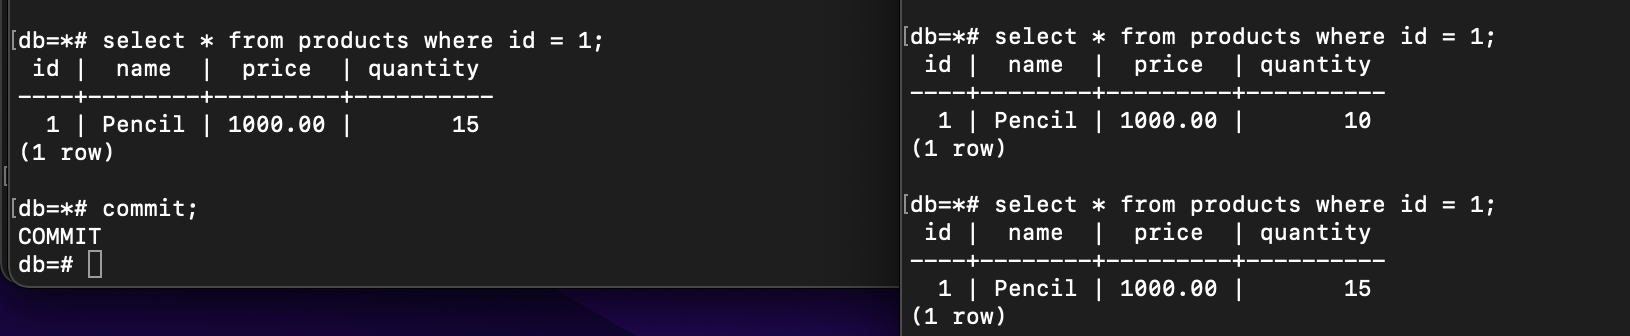 db=*# select * from products where id = 1;
 id |  name  |  price  | quantity
----+--------+---------+----------
  1 | Pencil | 1000.00 |       15
(1 row)
db=*# commit;
COMMIT
db=#
db=*# select * from products where id = 1;
 id |  name  |  price  | quantity
----+--------+---------+----------
  1 | Pencil | 1000.00 |       10
(1 row)
db=*# select * from products where id = 1;
 id |  name  |  price  | quantity
----+--------+---------+----------
  1 | Pencil | 1000.00 |       15
(1 row)